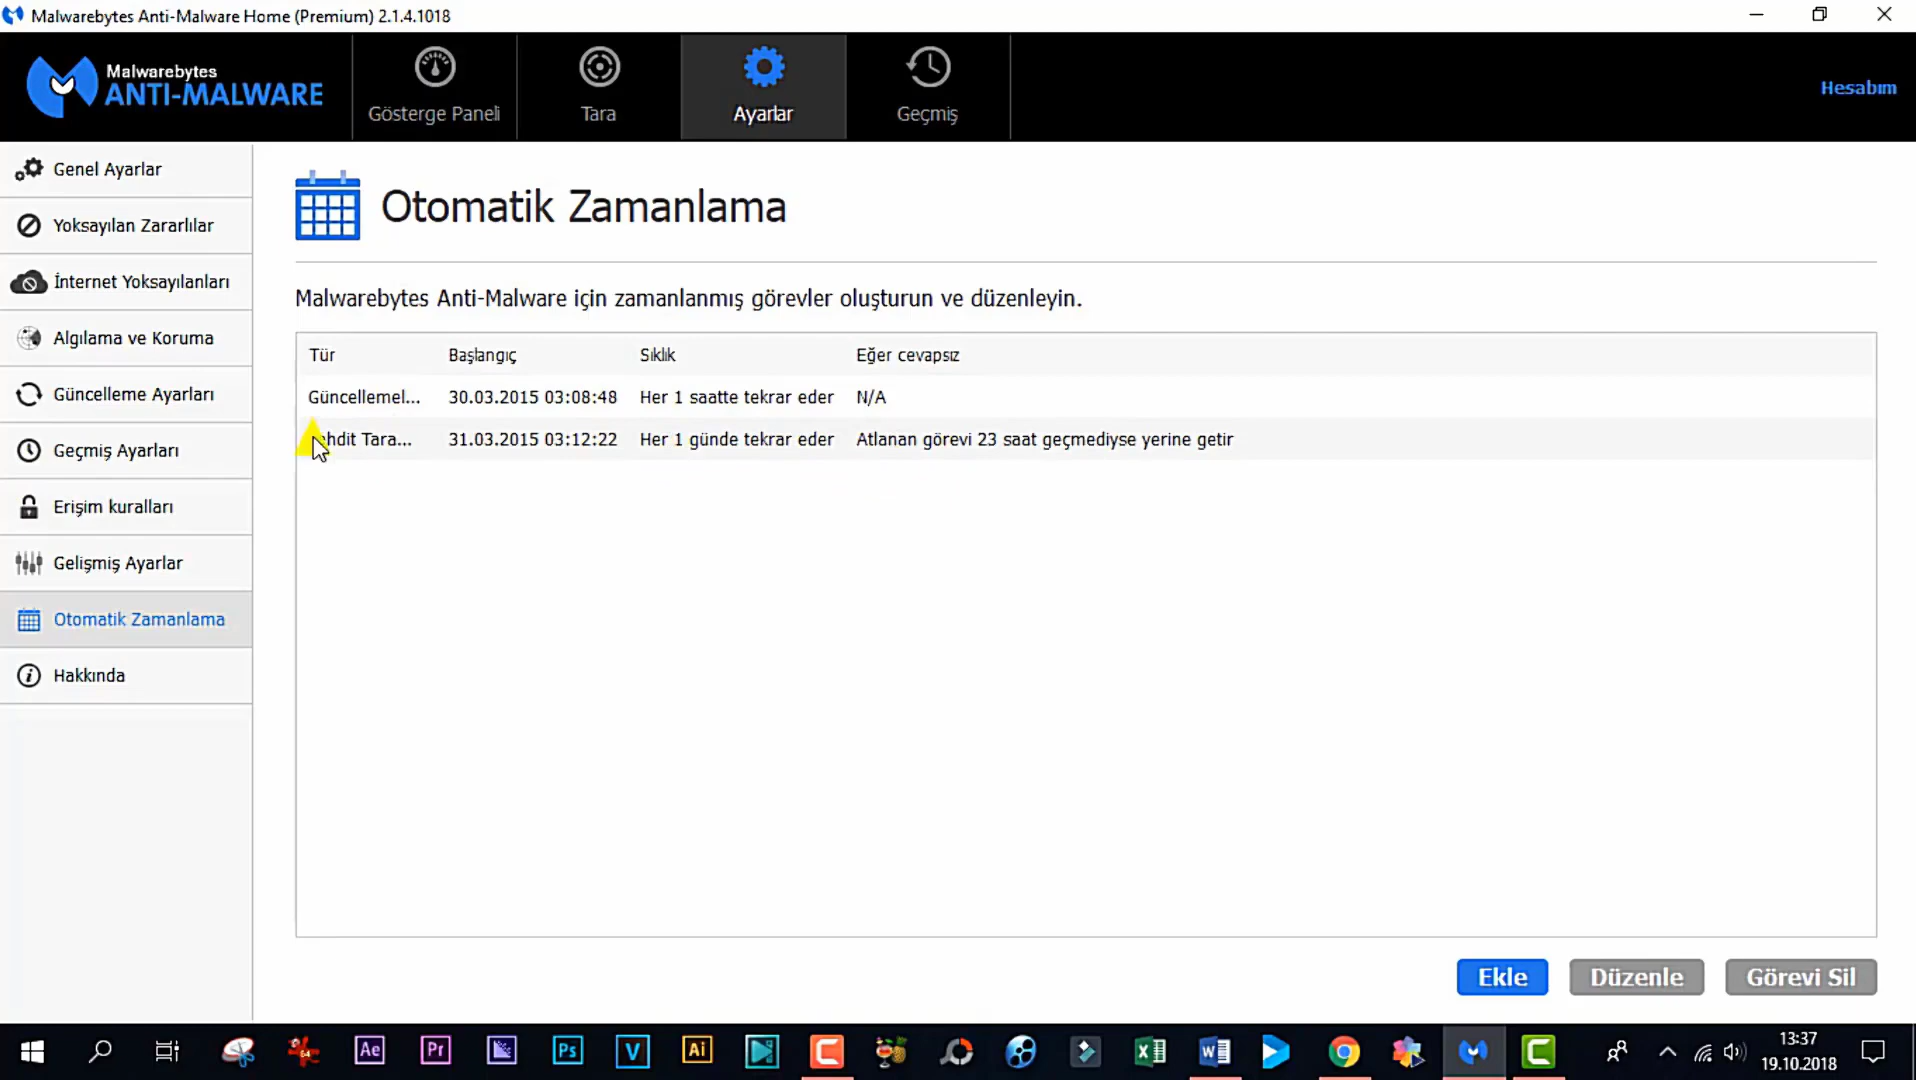 Malwarebytes Anti-Malware Home (Premium) 2.1.4.1018
Malwarebytes
ANTI-MALWARE
Gösterge Paneli
Tara
Ayarlar
Geçmiş
Hesabım
Genel Ayarlar
Yoksayılan Zararlılar
İnternet Yoksayılanları
Algılama ve Koruma
Güncelleme Ayarları
Geçmiş Ayarları
Erişim kuralları
Gelişmiş Ayarlar
Otomatik Zamanlama
Hakkında
Otomatik Zamanlama
Malwarebytes Anti-Malware için zamanlanmış görevler oluşturun ve düzenleyin.
Tür Başlangıç Sıklık Eğer cevapsız
Güncellemel... 30.03.2015 03:08:48 Her 1 saatte tekrar eder N/A
Tara... 31.03.2015 03:12:22 Her 1 günde tekrar eder Atlanan görevi 23 saat geçmediyse yerine getir
Ekle Düzenle Görevi Sil
Ae Pr Ps V Ai
13:37
19.10.2018